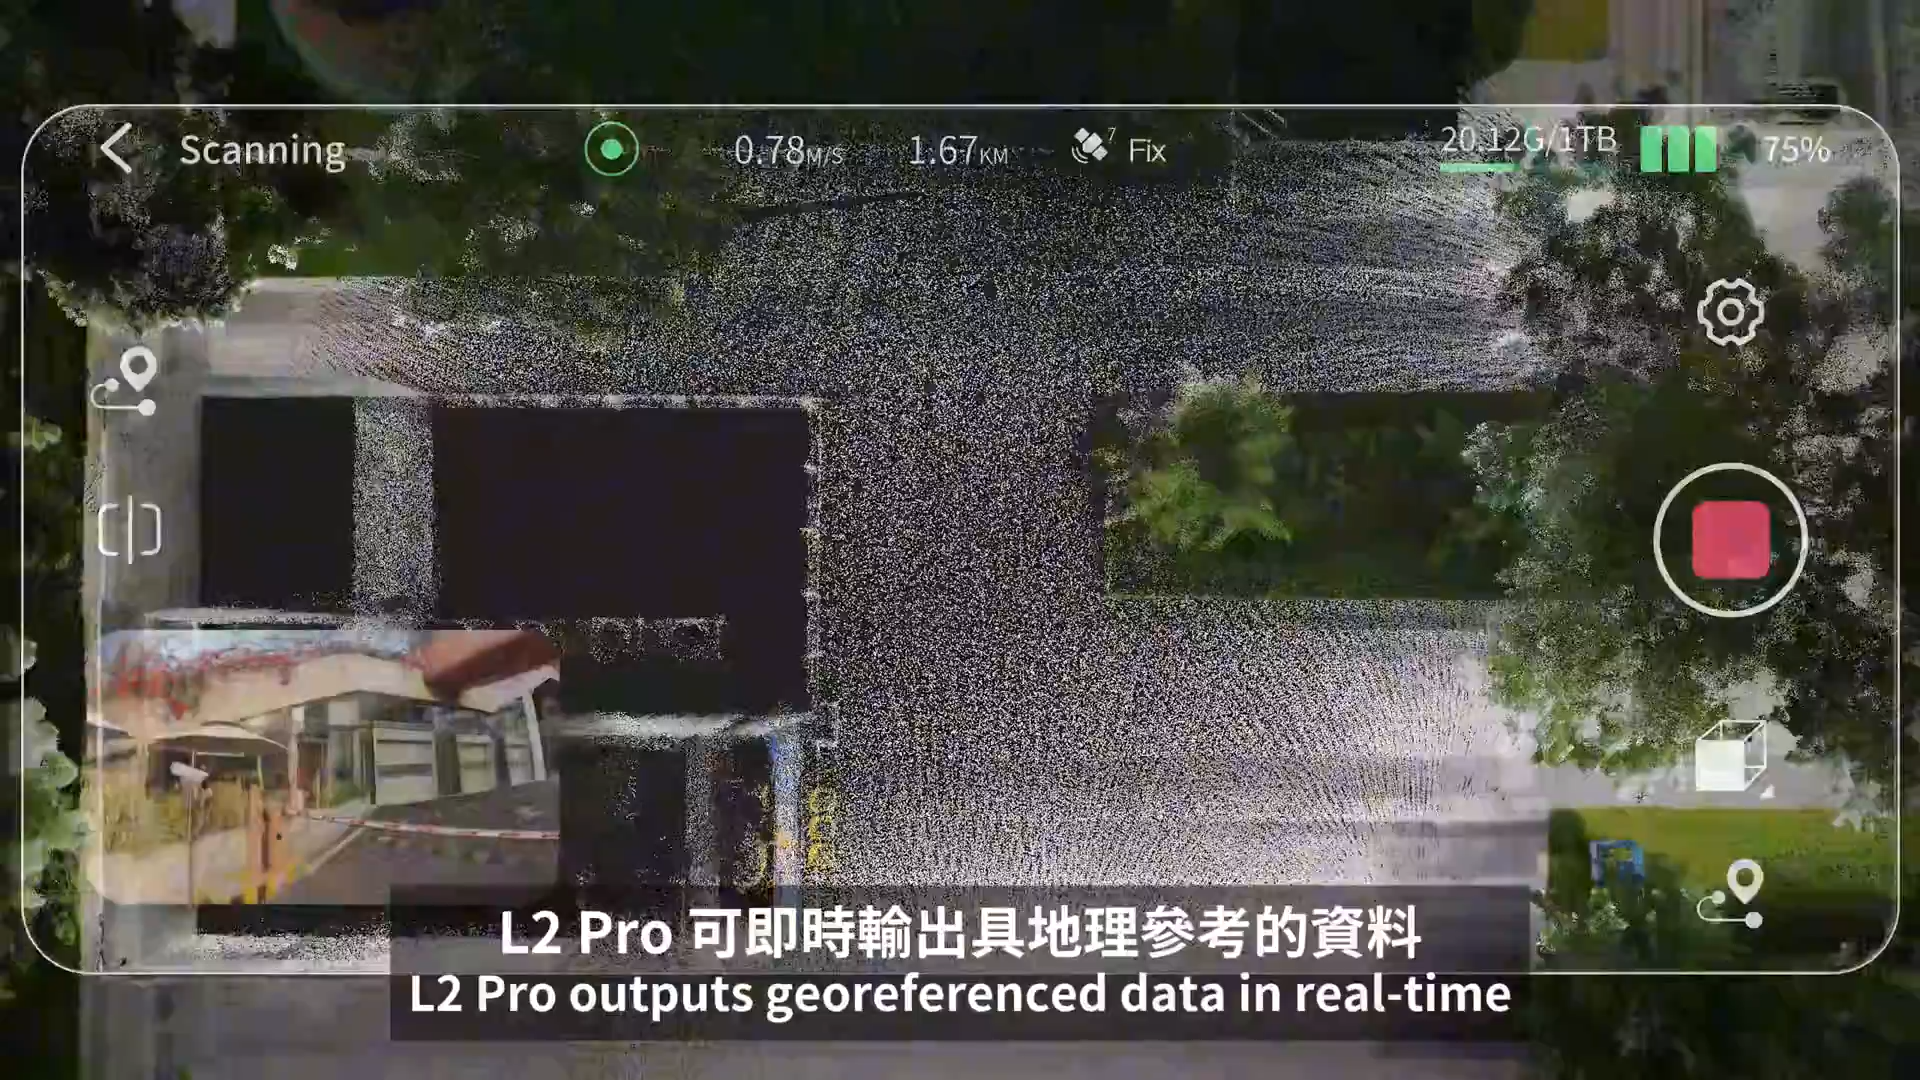 Scanning
0.78M/S
1.67KM
7
Fix
20.12G/1TB
75%
L2 Pro 可即時輸出具地理參考的資料
L2 Pro outputs georeferenced data in real-time